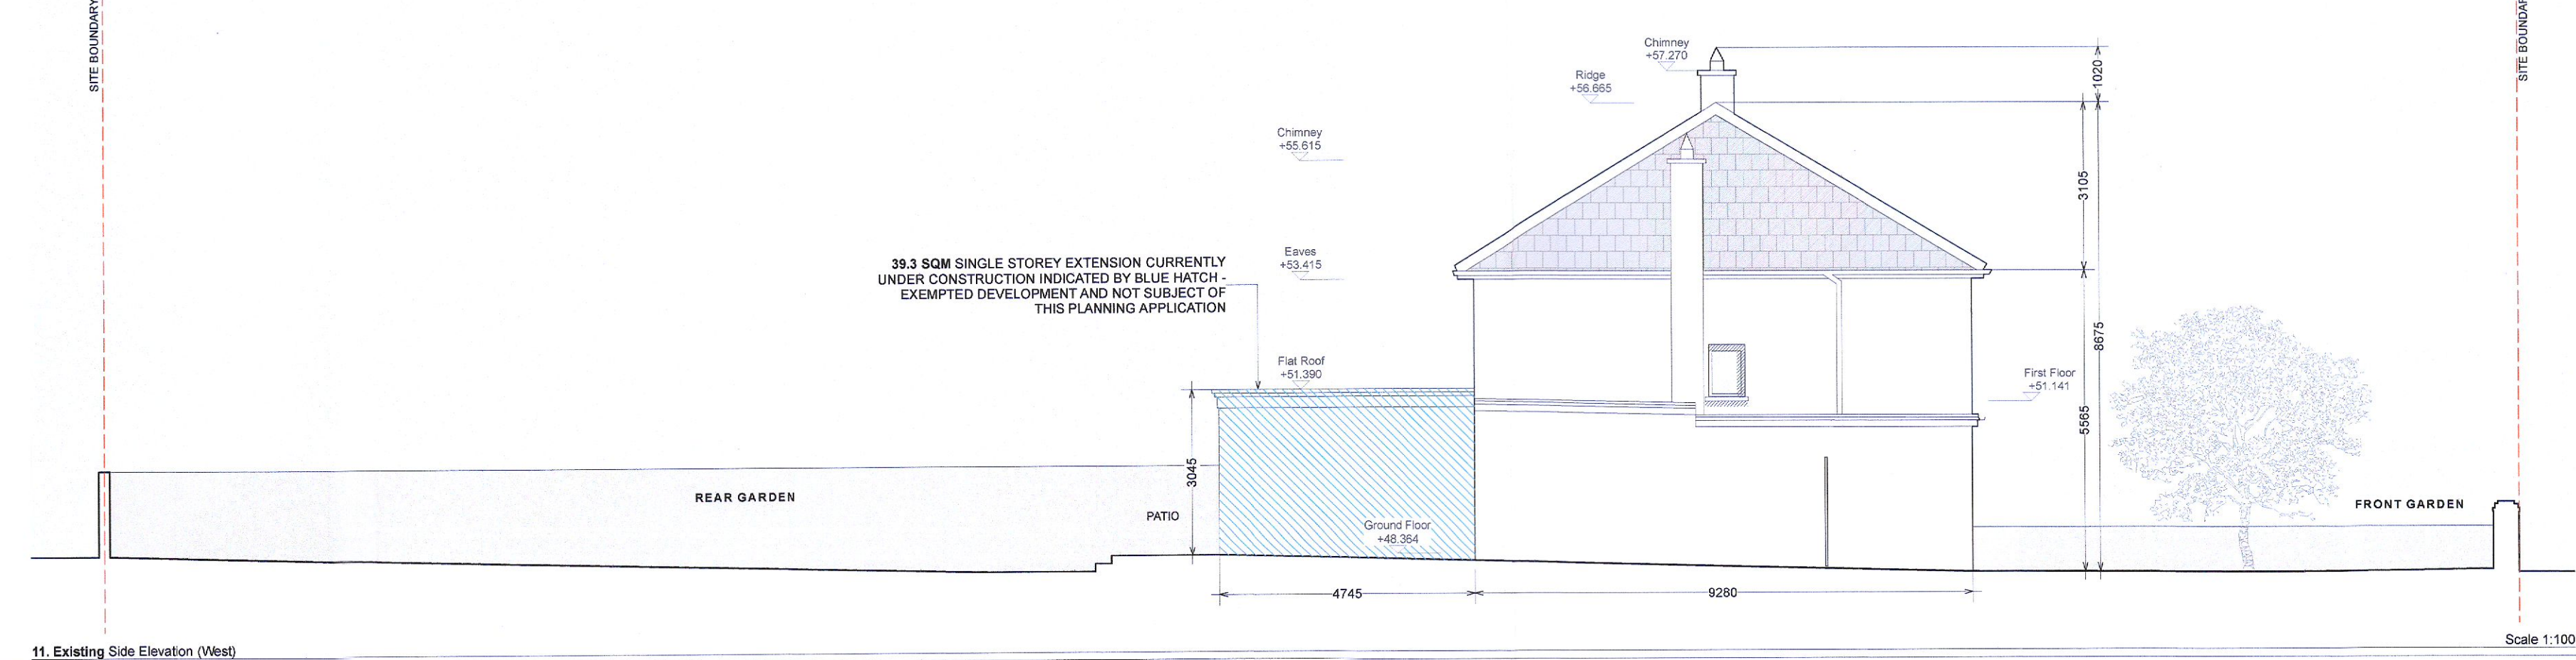 SITE BOUNDARY
Chimney
+57.270
Ridge
+56.665
Chimney
+55.615
Eaves
+53.415
39.3 SQM SINGLE STOREY EXTENSION CURRENTLY
UNDER CONSTRUCTION INDICATED BY BLUE HATCH -
EXEMPTED DEVELOPMENT AND NOT SUBJECT OF
THIS PLANNING APPLICATION
Flat Roof
+51.390
First Floor
+51.141
1020
3105
8675
5565
3045
REAR GARDEN
PATIO
Ground Floor
+48.364
FRONT GARDEN
4745
9280
SITE BOUNDAR
11. Existing Side Elevation (West)
Scale 1:100